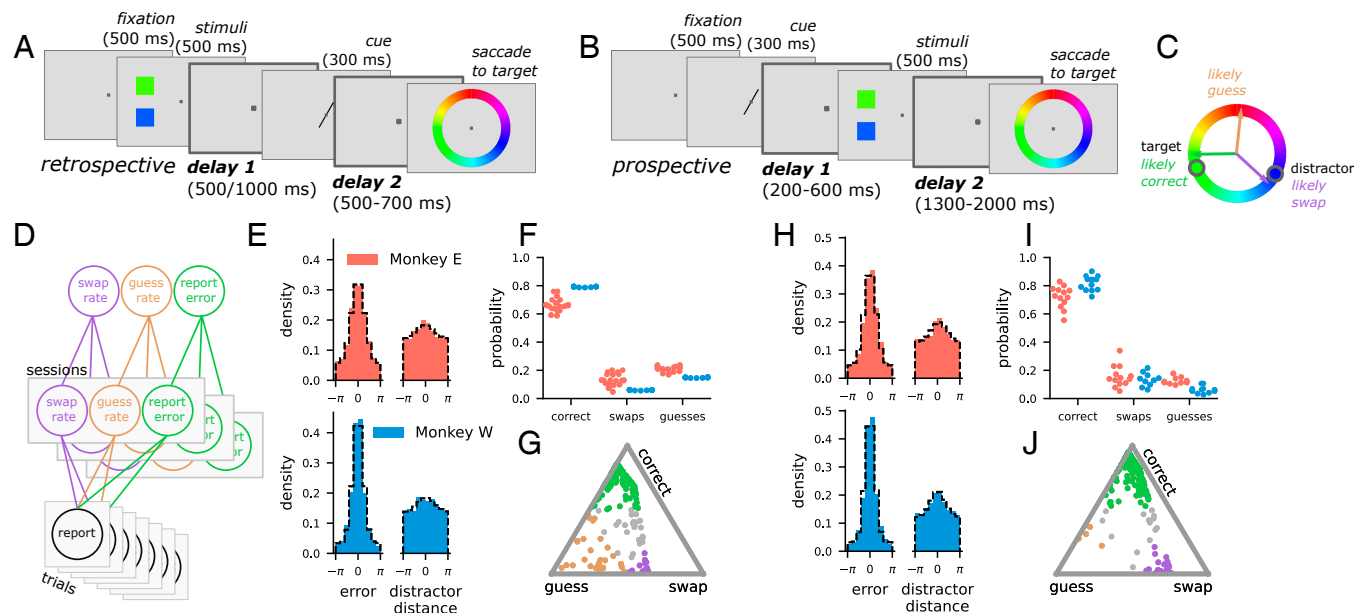 A
fixation
(500 ms)
stimuli
(500 ms)
cue
(300 ms)
saccade
to target
retrospective
delay 1
(500/1000 ms)
delay 2
(500-700 ms)
B
fixation
(500 ms)
cue
(300 ms)
stimuli
(500 ms)
saccade
to target
prospective
delay 1
(200-600 ms)
delay 2
(1300-2000 ms)
C
likely
guess
target
likely
correct
distractor
likely
swap
D
swap
rate
guess
rate
report
error
sessions
swap
rate
guess
rate
report
error
report
trials
E
density
0.4
0.3
0.2
0.1
0.0
Monkey E
−π 0 π
−π 0 π
density
0.4
0.3
0.2
0.1
0.0
Monkey W
−π 0 π
−π 0 π
error
distractor
distance
F
probability
1.0
0.8
0.6
0.4
0.2
0.0
correct swaps guesses
G
correct
guess
swap
H
density
0.5
0.4
0.3
0.2
0.1
0.0
−π 0 π
−π 0 π
density
0.5
0.4
0.3
0.2
0.1
0.0
−π 0 π
−π 0 π
error
distractor
distance
I
probability
1.0
0.8
0.6
0.4
0.2
0.0
correct swaps guesses
J
correct
guess
swap